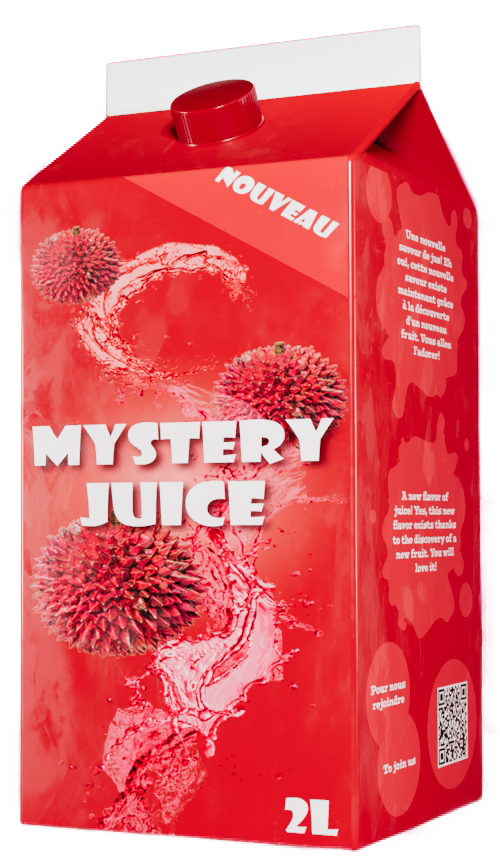 NOUVEAU
MYSTERY
JUICE
2L
Une nouvelle
saveur de jus! Eh
oui, cette nouvelle
saveur existe
maintenant grâce
à la découverte
d'un nouveau
fruit. Vous allez
l'adorer!
A new flavor of
juice! Yes, this new
flavor exists thanks
to the discovery of a
new fruit. You will
love it!
Pour nous
rejoindre
To join us